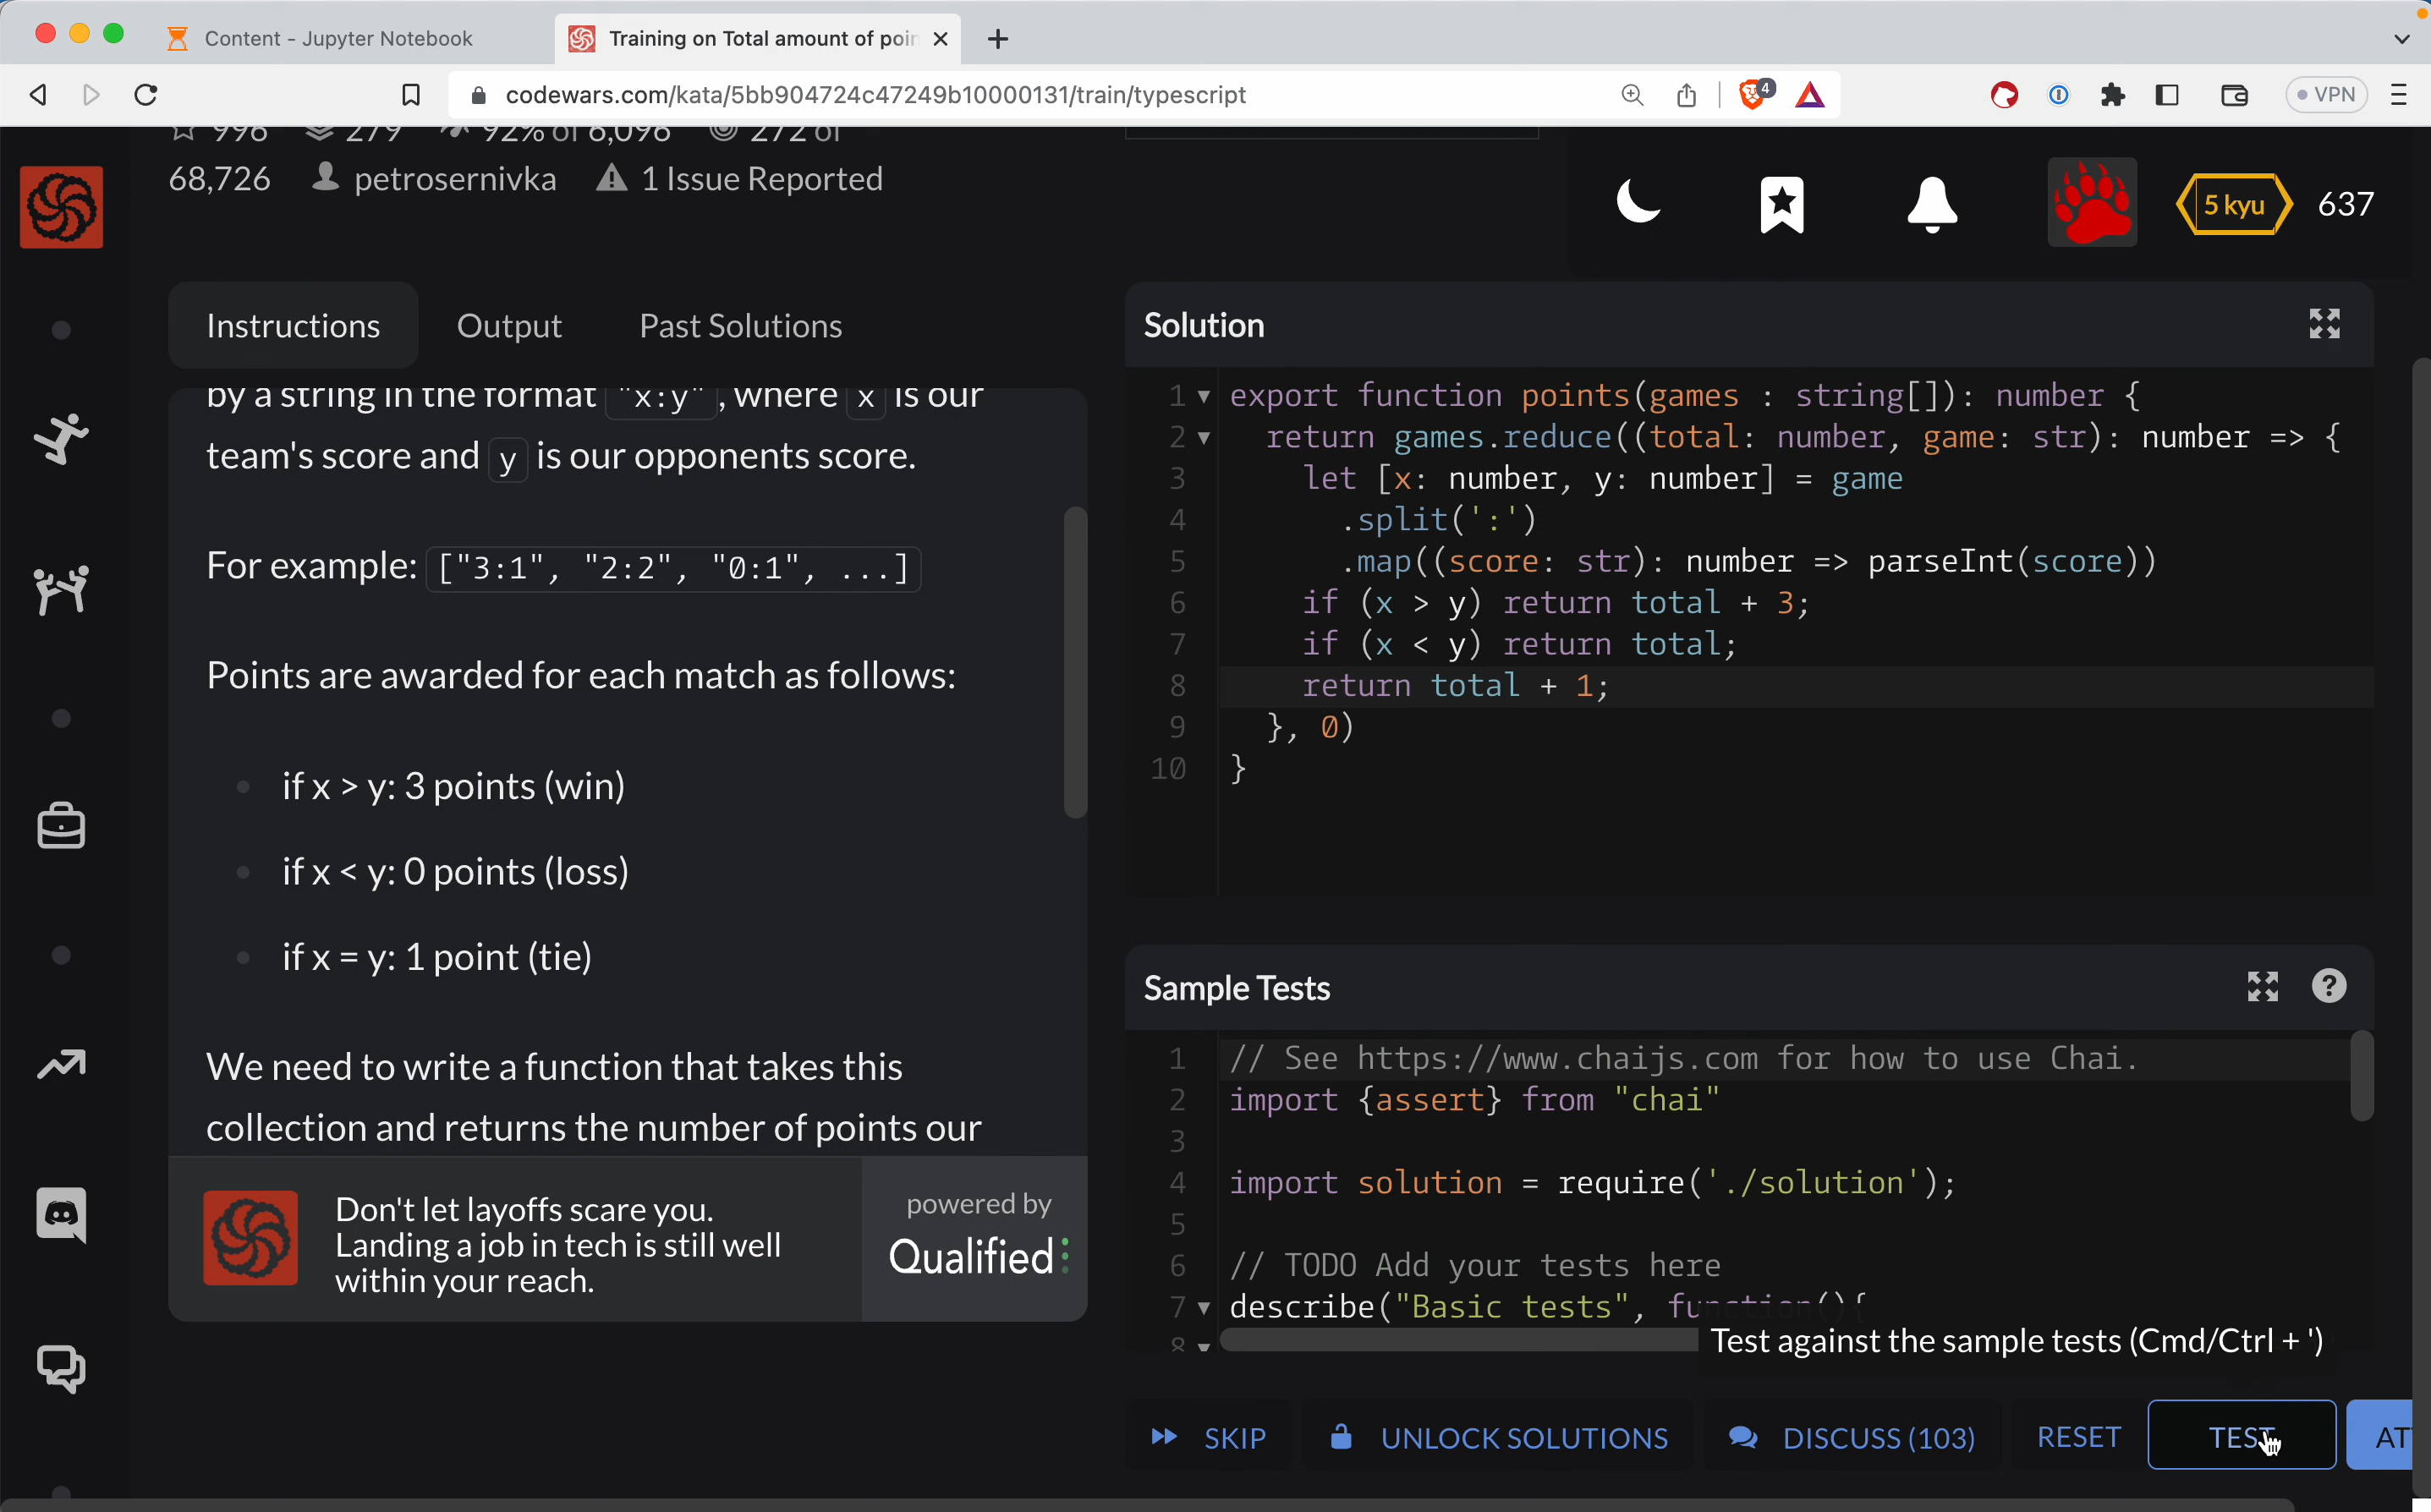 Content - Jupyter Notebook
Training on Total amount of poin
codewars.com/kata/5bb904724c47249b10000131/train/typescript
4
VPN
996 279 92% of 6,096 272 of
68,726 petrosernivka 1 Issue Reported
5 kyu 637
Instructions Output Past Solutions
by a string in the format "x:y", where x is our
team's score and y is our opponents score.
For example: ["3:1", "2:2", "0:1", ...]
Points are awarded for each match as follows:
if x > y: 3 points (win)
if x < y: 0 points (loss)
if x = y: 1 point (tie)
We need to write a function that takes this
collection and returns the number of points our
Don't let layoffs scare you.
Landing a job in tech is still well
within your reach.
powered by
Qualified
Solution
1 export function points(games : string[]): number {
2 return games.reduce((total: number, game: str): number => {
3 let [x: number, y: number] = game
4 .split(':')
5 .map((score: str): number => parseInt(score))
6 if (x > y) return total + 3;
7 if (x < y) return total;
8 return total + 1;
9 }, 0)
10 }
Sample Tests
1 // See https://www.chaijs.com for how to use Chai.
2 import {assert} from "chai"
3
4 import solution = require('./solution');
5
6 // TODO Add your tests here
7 describe("Basic tests", function(){
8
Test against the sample tests (Cmd/Ctrl + ')
SKIP UNLOCK SOLUTIONS DISCUSS (103) RESET TEST AT